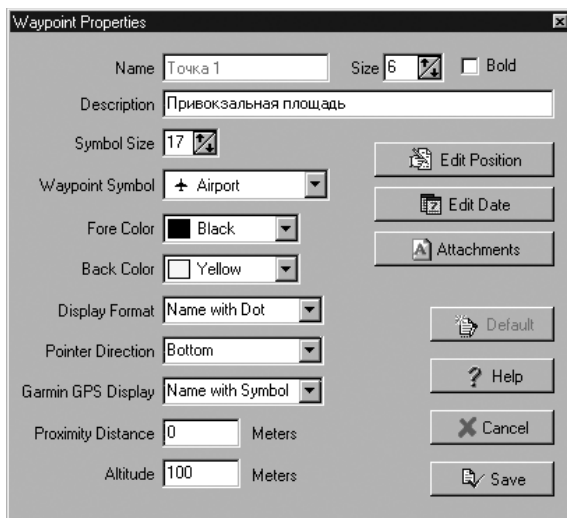 Waypoint Properties
Name Точка 1 Size 6 Bold
Description Привокзальная площадь
Symbol Size 17
Edit Position
Waypoint Symbol Airport
Edit Date
Fore Color Black
Attachments
Back Color Yellow
Display Format Name with Dot
Default
Pointer Direction Bottom
Help
Garmin GPS Display Name with Symbol
Proximity Distance 0 Meters
Cancel
Altitude 100 Meters
Save